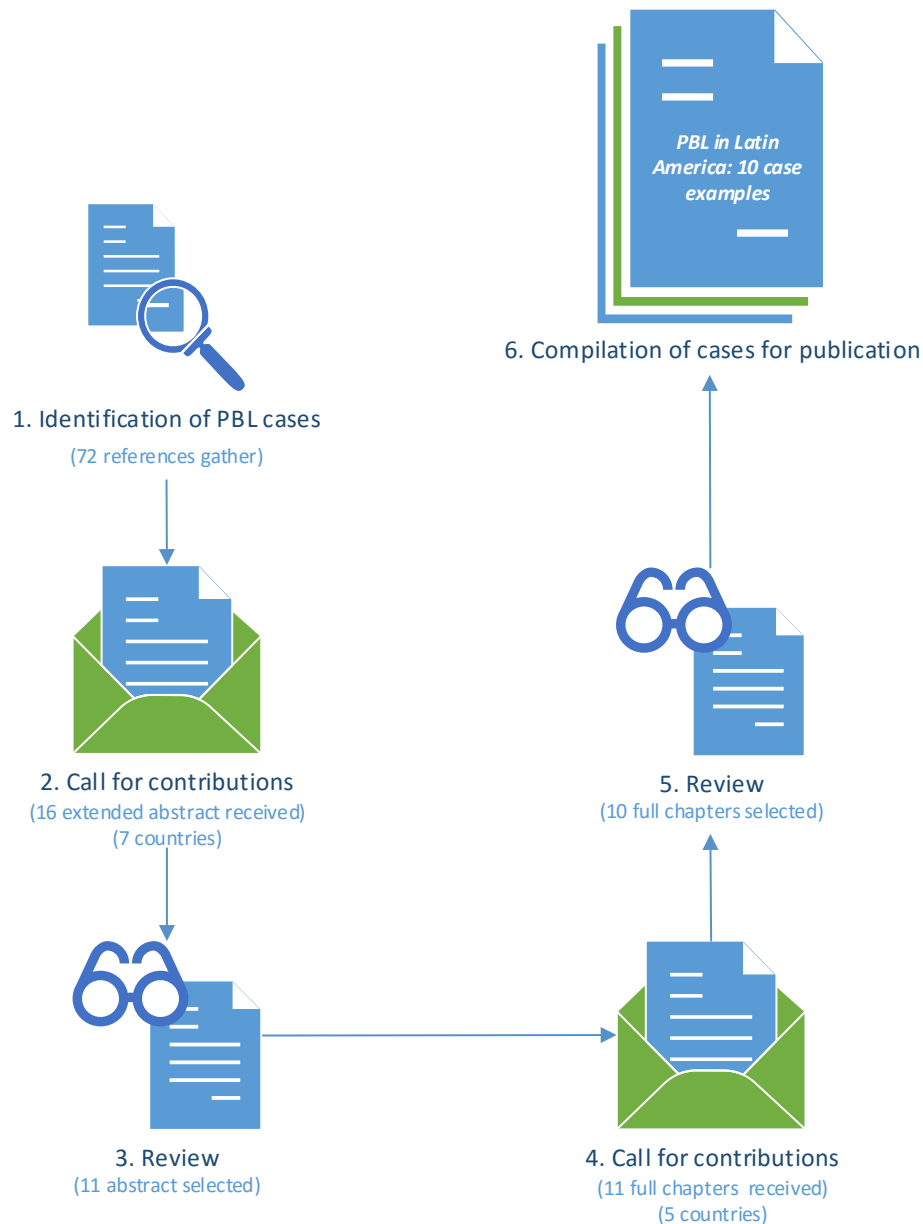 1. Identification of PBL cases
(72 references gather)
2. Call for contributions
(16 extended abstract received)
(7 countries)
3. Review
(11 abstract selected)
4. Call for contributions
(11 full chapters received)
(5 countries)
5. Review
(10 full chapters selected)
PBL in Latin
America: 10 case
examples
6. Compilation of cases for publication